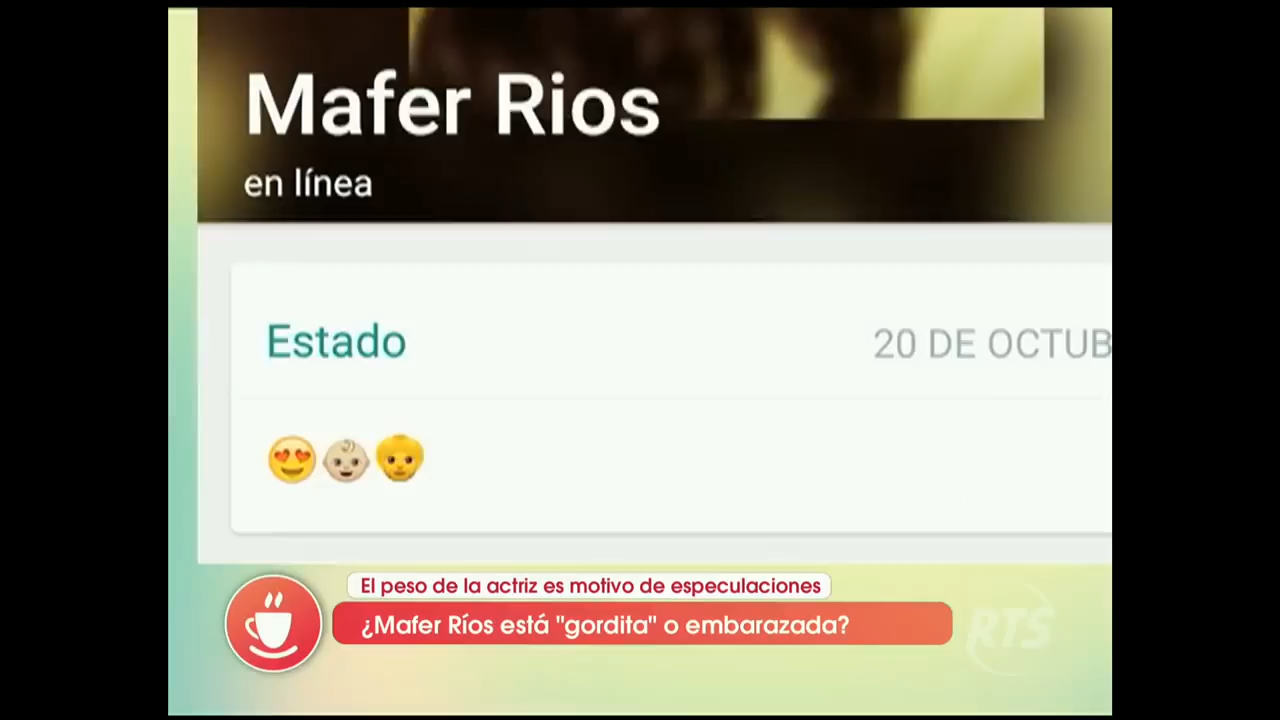 Mafer Rios
en línea
Estado
20 DE OCTUB
😍👶👱
El peso de la actriz es motivo de especulaciones
¿Mafer Ríos está "gordita" o embarazada?
RTS